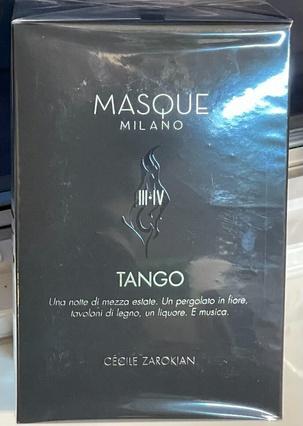 MASQUE
MILANO
III•IV
TANGO
Una notte di mezza estate. Un pergolato in fiore,
tavoloni di legno, un liquore. E musica.
CÉCILE ZAROKIAN